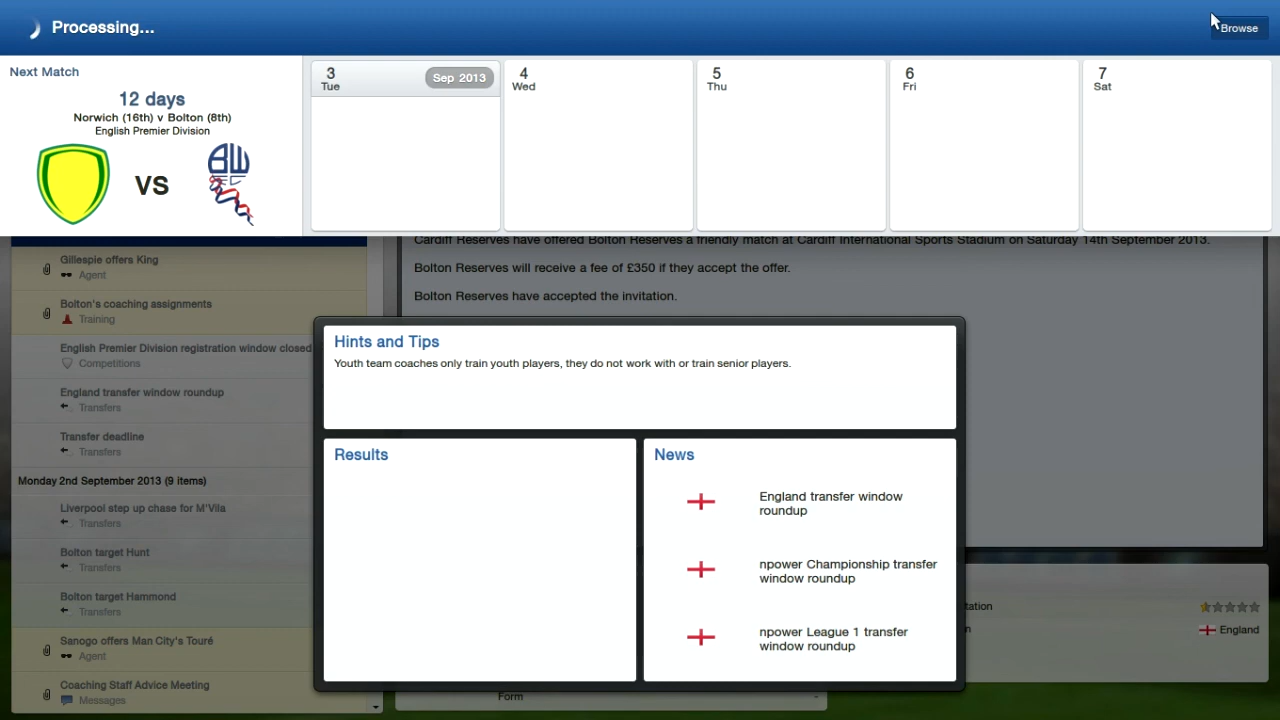 Processing...
Browse
Next Match
12 days
Norwich (16th) v Bolton (8th)
English Premier Division
VS
BW
3
Tue
Sep 2013
4
Wed
5
Thu
6
Fri
7
Sat
Cardiff Reserves have offered Bolton Reserves a friendly match at Cardiff International Sports Stadium on Saturday 14th September 2013.
Bolton Reserves will receive a fee of £350 if they accept the offer.
Bolton Reserves have accepted the invitation.
Gillespie offers King
Agent
Bolton's coaching assignments
Training
English Premier Division registration window closed
Competitions
England transfer window roundup
Transfers
Transfer deadline
Transfers
Monday 2nd September 2013 (9 items)
Liverpool step up chase for M'Vila
Transfers
Bolton target Hunt
Transfers
Bolton target Hammond
Transfers
Sanogo offers Man City's Touré
Agent
Coaching Staff Advice Meeting
Messages
Hints and Tips
Youth team coaches only train youth players, they do not work with or train senior players.
Results
News
England transfer window
roundup
npower Championship transfer
window roundup
npower League 1 transfer
window roundup
tation
n
England
Form